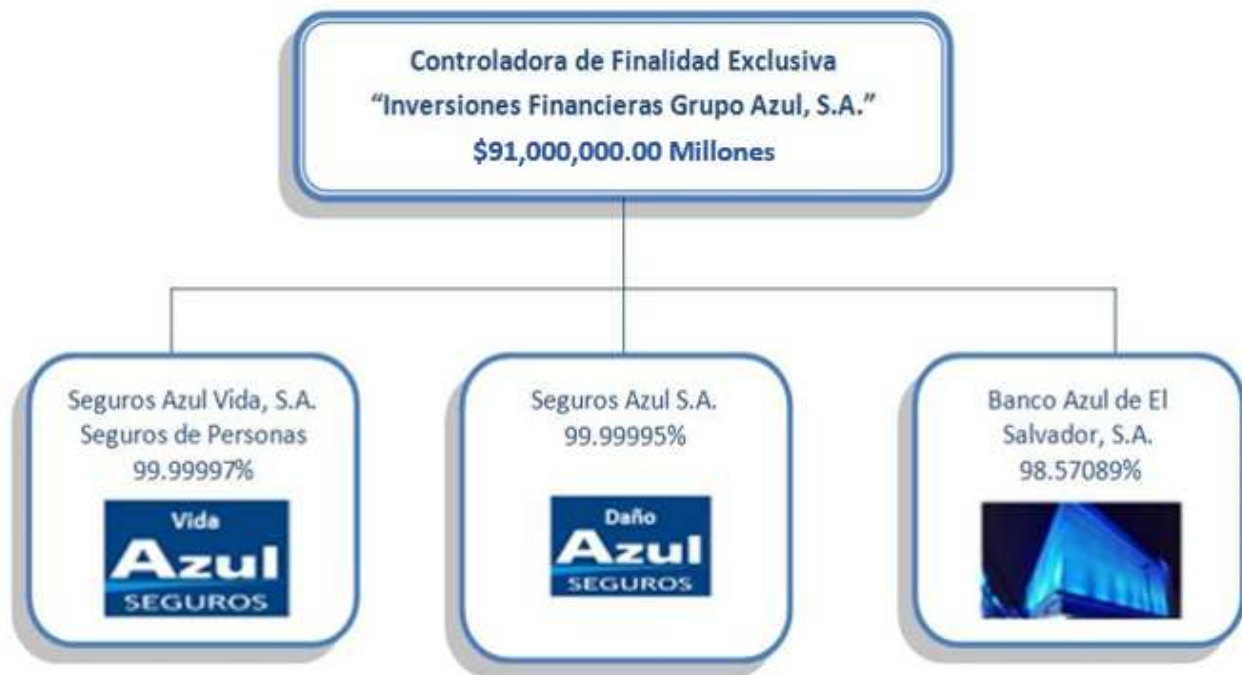 Controladora de Finalidad Exclusiva
“Inversiones Financieras Grupo Azul, S.A.”
$91,000,000.00 Millones
Seguros Azul Vida, S.A.
Seguros de Personas
99.99997%
Vida
Azul
SEGUROS
Seguros Azul S.A.
99.99995%
Daño
Azul
SEGUROS
Banco Azul de El
Salvador, S.A.
98.57089%